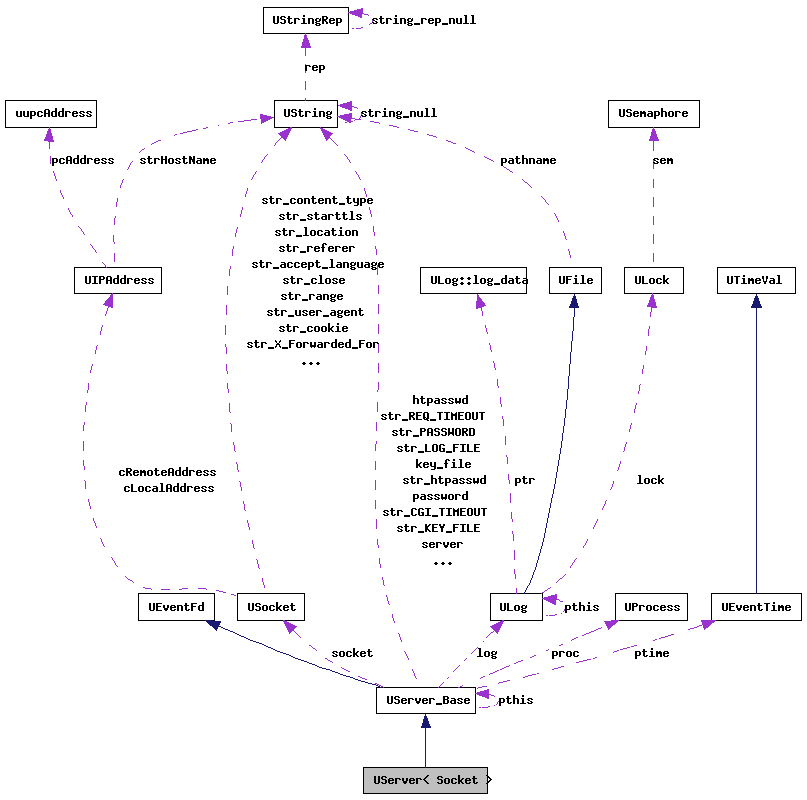 UStringRep
string_rep_null
rep
uupcAddress
UString
string_null
USemaphore
pcAddress
strHostName
pathname
sem
str_content_type
str_starttls
str_location
str_referer
str_accept_language
str_close
str_range
str_user_agent
str_cookie
str_X_Forwarded_For
...
UIPAddress
ULog::log_data
UFile
ULock
UTimeVal
htpasswd
str_REQ_TIMEOUT
str_PASSWORD
str_LOG_FILE
key_file
str_htpasswd
password
str_CGI_TIMEOUT
str_KEY_FILE
server
...
cRemoteAddress
cLocalAddress
ptr
lock
UEventFd
USocket
ULog
pthis
UProcess
UEventTime
socket
log
proc
ptime
UServer_Base
pthis
UServer< Socket >